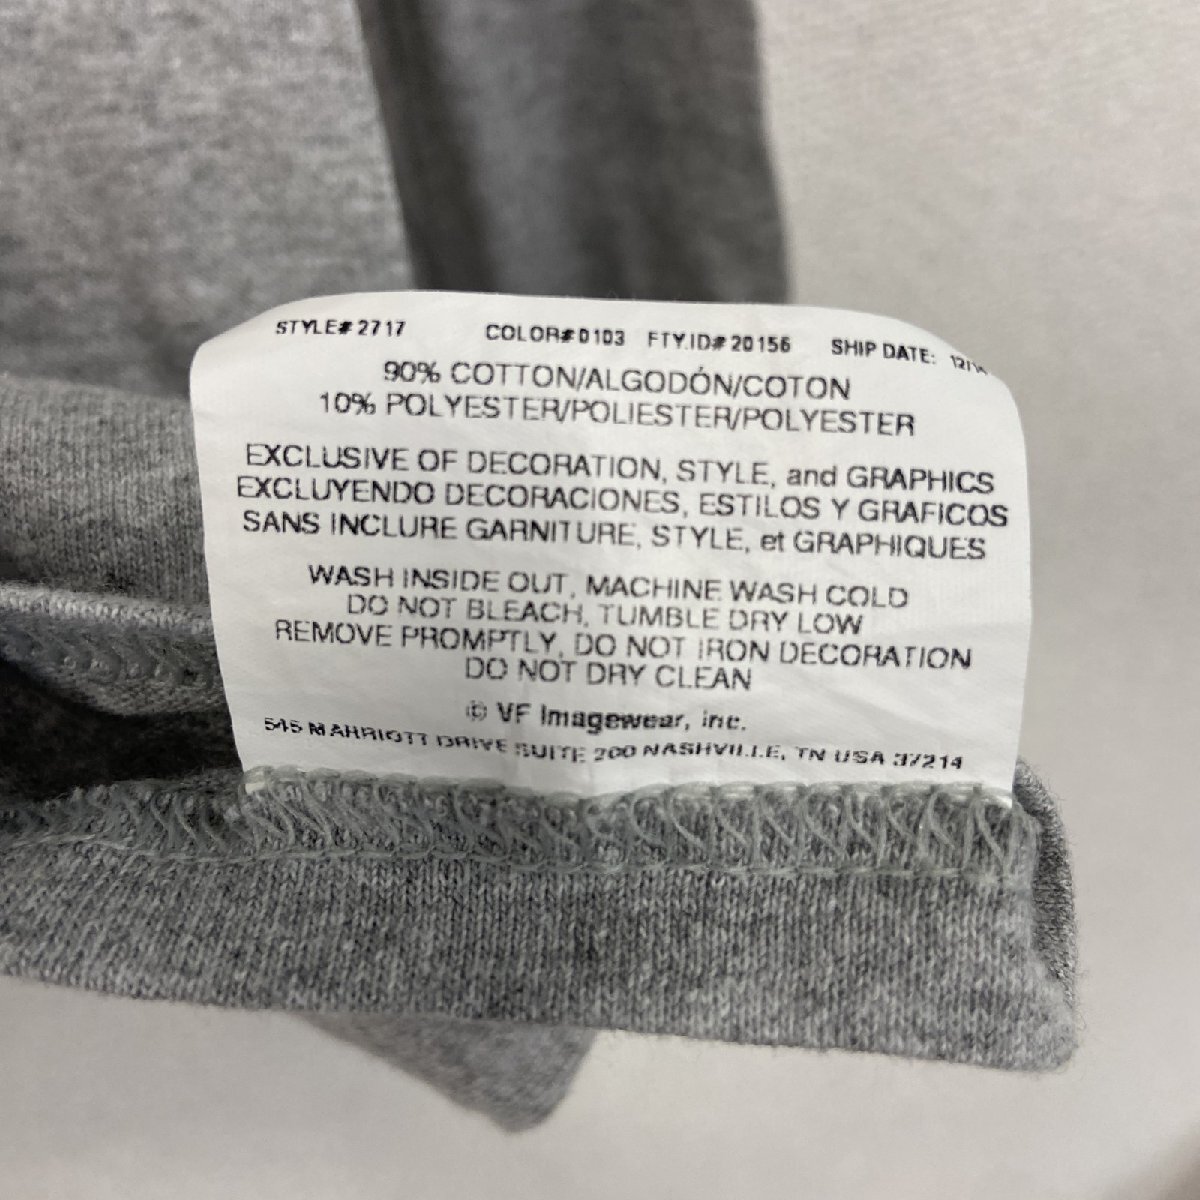 STYLE# 2717 COLOR# 0103 FTY.ID# 20156 SHIP DATE: 12/14
90% COTTON/ALGODÓN/COTON
10% POLYESTER/POLIESTER/POLYESTER
EXCLUSIVE OF DECORATION, STYLE, and GRAPHICS
EXCLUYENDO DECORACIONES, ESTILOS Y GRAFICOS
SANS INCLURE GARNITURE, STYLE, et GRAPHIQUES
WASH INSIDE OUT, MACHINE WASH COLD
DO NOT BLEACH, TUMBLE DRY LOW
REMOVE PROMPTLY, DO NOT IRON DECORATION
DO NOT DRY CLEAN
© VF Imagewear, Inc.
545 MARRIOTT DRIVE SUITE 200 NASHVILLE, TN USA 37214